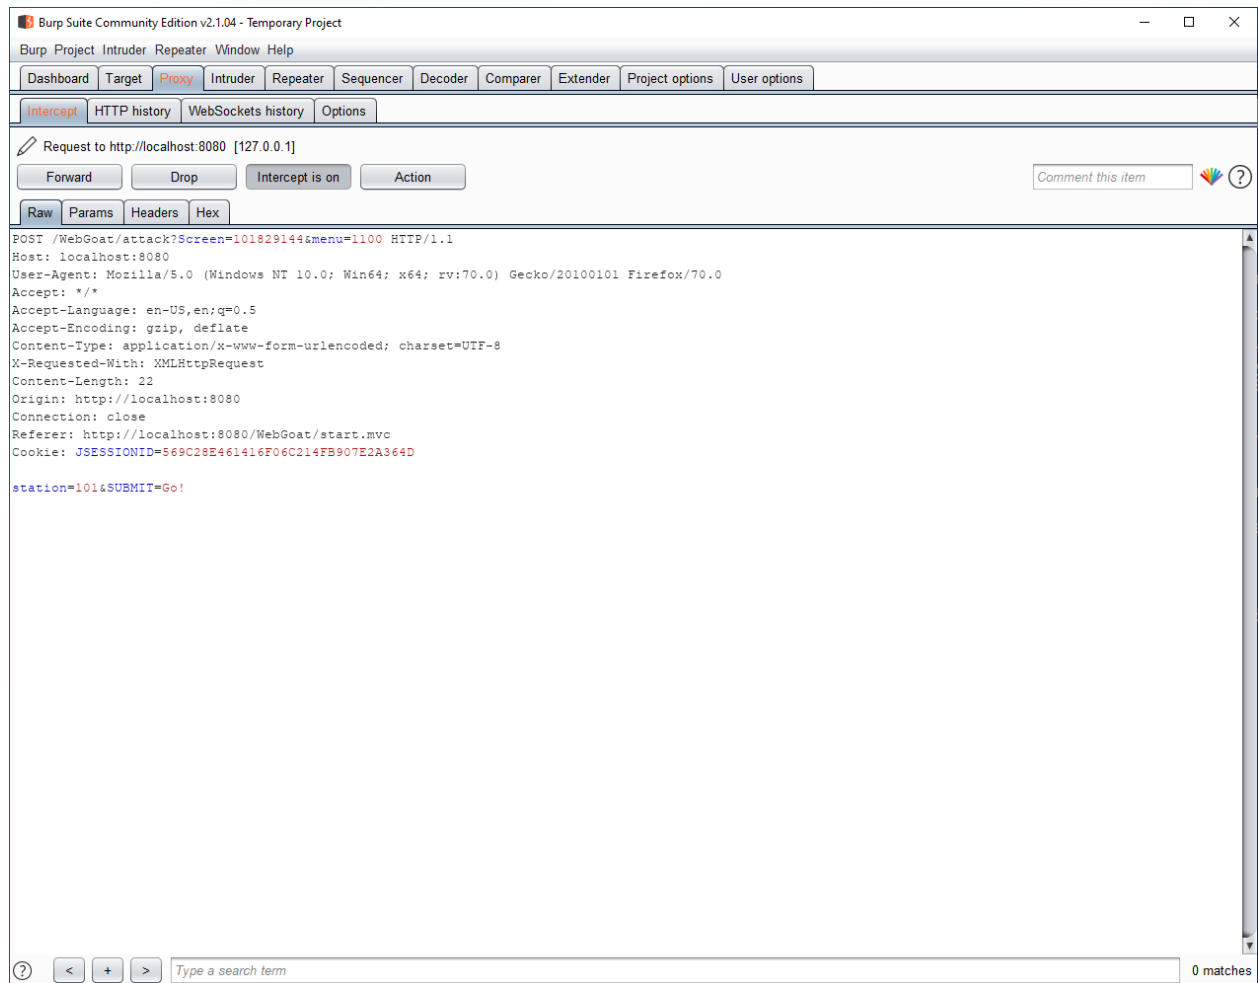 Burp Suite Community Edition v2.1.04 - Temporary Project
Burp Project Intruder Repeater Window Help
Dashboard Target Proxy Intruder Repeater Sequencer Decoder Comparer Extender Project options User options
Intercept HTTP history WebSockets history Options
Request to http://localhost:8080 [127.0.0.1]
Forward Drop Intercept is on Action Comment this item ?
Raw Params Headers Hex
POST /WebGoat/attack?Screen=101829144&menu=1100 HTTP/1.1
Host: localhost:8080
User-Agent: Mozilla/5.0 (Windows NT 10.0; Win64; x64; rv:70.0) Gecko/20100101 Firefox/70.0
Accept: */*
Accept-Language: en-US,en;q=0.5
Accept-Encoding: gzip, deflate
Content-Type: application/x-www-form-urlencoded; charset=UTF-8
X-Requested-With: XMLHttpRequest
Content-Length: 22
Origin: http://localhost:8080
Connection: close
Referer: http://localhost:8080/WebGoat/start.mvc
Cookie: JSESSIONID=569C28E461416F06C214FB907E2A364D
station=101&SUBMIT=Go!
? < + > Type a search term 0 matches